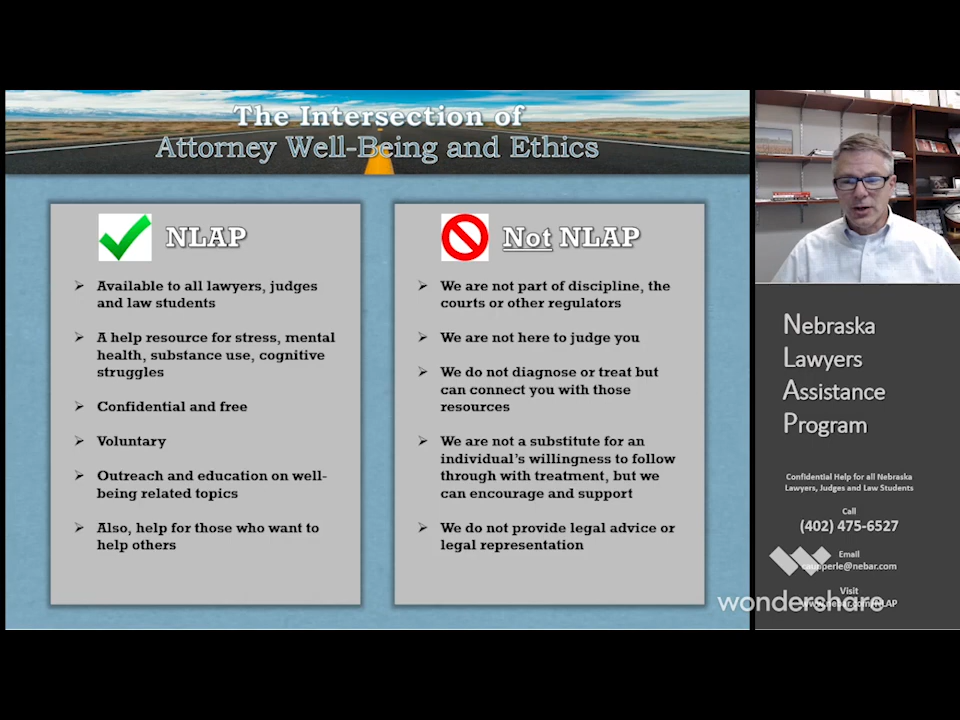 The Intersection of
Attorney Well-Being and Ethics
NLAP
➢ Available to all lawyers, judges
and law students
➢ A help resource for stress, mental
health, substance use, cognitive
struggles
➢ Confidential and free
➢ Voluntary
➢ Outreach and education on well-
being related topics
➢ Also, help for those who want to
help others
Not NLAP
➢ We are not part of discipline, the
courts or other regulators
➢ We are not here to judge you
➢ We do not diagnose or treat but
can connect you with those
resources
➢ We are not a substitute for an
individual's willingness to follow
through with treatment, but we
can encourage and support
➢ We do not provide legal advice or
legal representation
Nebraska
Lawyers
Assistance
Program
Confidential Help for all Nebraska
Lawyers, Judges and Law Students
Call
(402) 475-6527
Email
Visit
wondershare